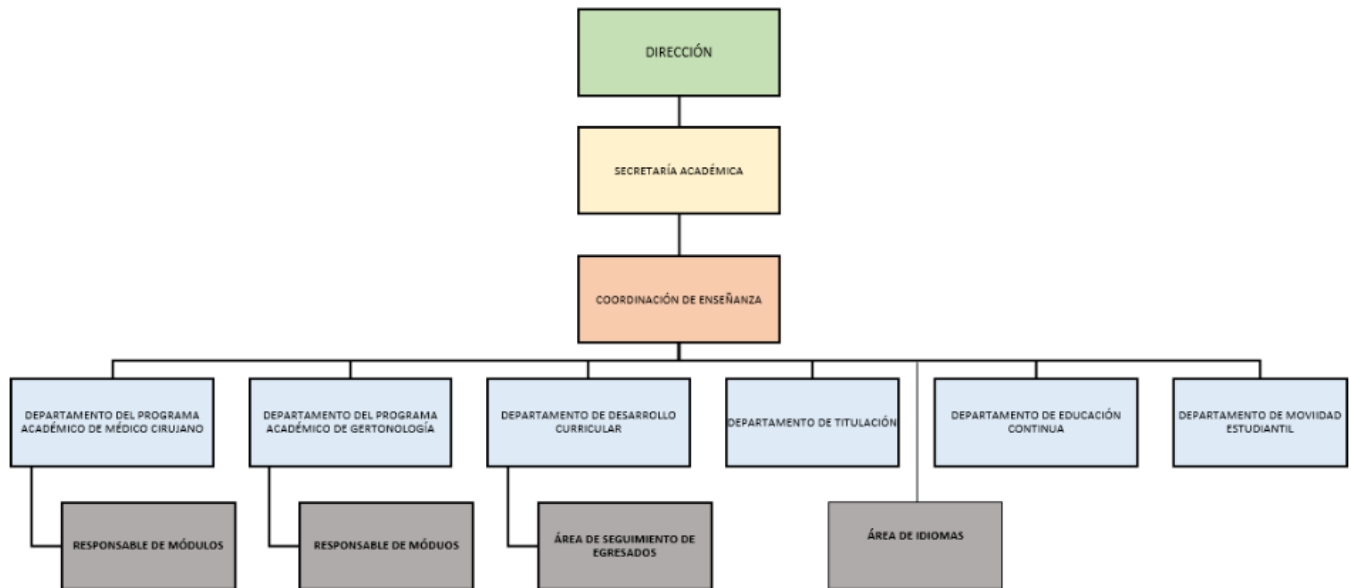 DIRECCIÓN
SECRETARÍA ACADÉMICA
COORDINACIÓN DE ENSEÑANZA
DEPARTAMENTO DEL PROGRAMA
ACADÉMICO DE MÉDICO CIRUJANO
DEPARTAMENTO DEL PROGRAMA
ACADÉMICO DE GERTONOLOGÍA
DEPARTAMENTO DE DESARROLLO
CURRICULAR
DEPARTAMENTO DE TITULACIÓN
DEPARTAMENTO DE EDUCACIÓN
CONTINUA
DEPARTAMENTO DE MOVIIDAD
ESTUDIANTIL
RESPONSABLE DE MÓDULOS
RESPONSABLE DE MÓDUOS
ÁREA DE SEGUIMIENTO DE
EGRESADOS
ÁREA DE IDIOMAS